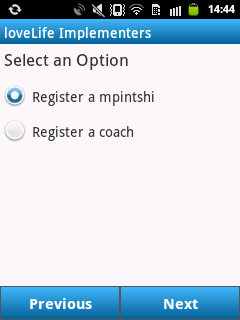 14:44
loveLife Implementers
Select an Option
Register a mpintshi
Register a coach
Previous Next